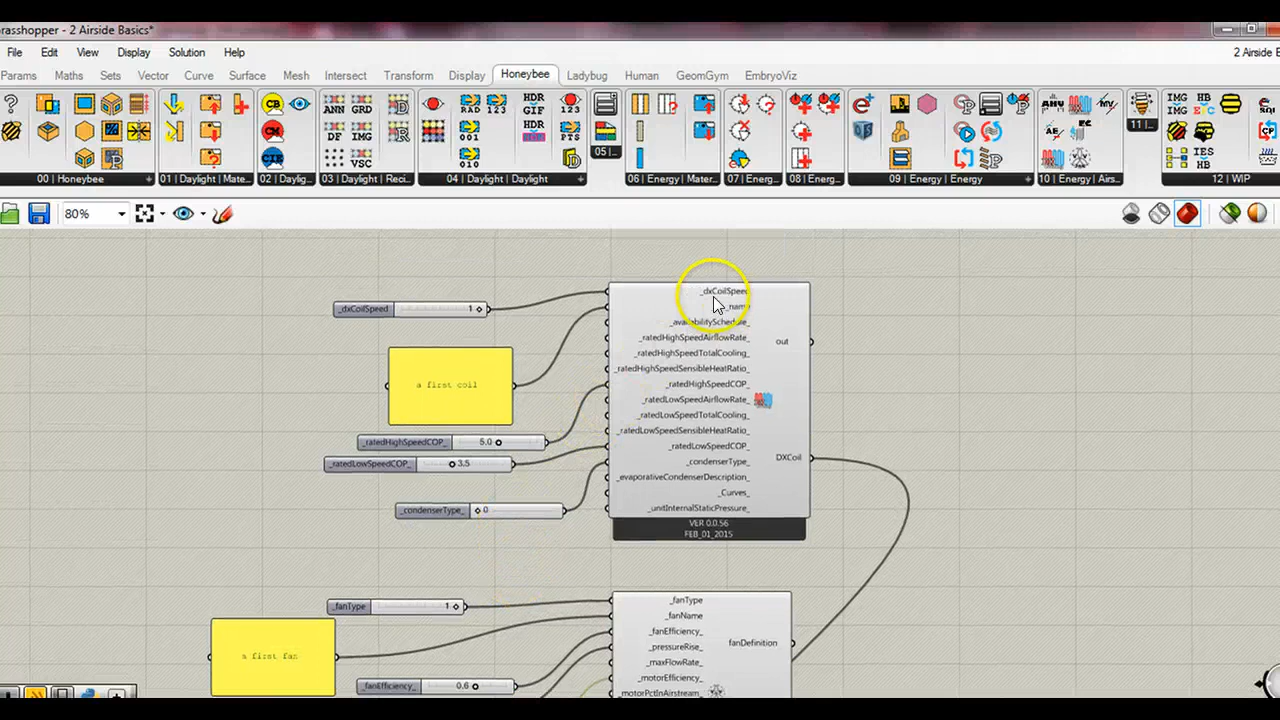 rasshopper - 2 Airside Basics*
File Edit View Display Solution Help
2 Airside E
Params Maths Sets Vector Curve Surface Mesh Intersect Transform Display Honeybee Ladybug Human GeomGym EmbryoViz
00 | Honeybee
01 | Daylight | Mate...
02 | Daylig...
03 | Daylight | Reci...
04 | Daylight | Daylight
05 |...
06 | Energy | Mater...
07 | Energ...
08 | Energ...
09 | Energy | Energy
10 | Energy | Airs...
11 |...
12 | WIP
80%
_dxCoilSpeed 1
a first coil
_ratedHighSpeedCOP_ 5.0
_ratedLowSpeedCOP_ 3.5
_condenserType_ 0
_dxCoilSpeed
_name
_availabilitySchedule_
_ratedHighSpeedAirflowRate_
_ratedHighSpeedTotalCooling_
_ratedHighSpeedSensibleHeatRatio_
_ratedHighSpeedCOP_
_ratedLowSpeedAirflowRate_
_ratedLowSpeedTotalCooling_
_ratedLowSpeedSensibleHeatRatio_
_ratedLowSpeedCOP_
_condenserType_
_evaporativeCondenserDescription_
_Curves_
_unitInternalStaticPressure_
out
DXCoil
VER 0.0.56
FEB_01_2015
_fanType 1
a first fan
_fanEfficiency_ 0.6
_fanType
_fanName
_fanEfficiency_
_pressureRise_
_maxFlowRate_
_motorEfficiency_
_motorPctInAirstream_
fanDefinition